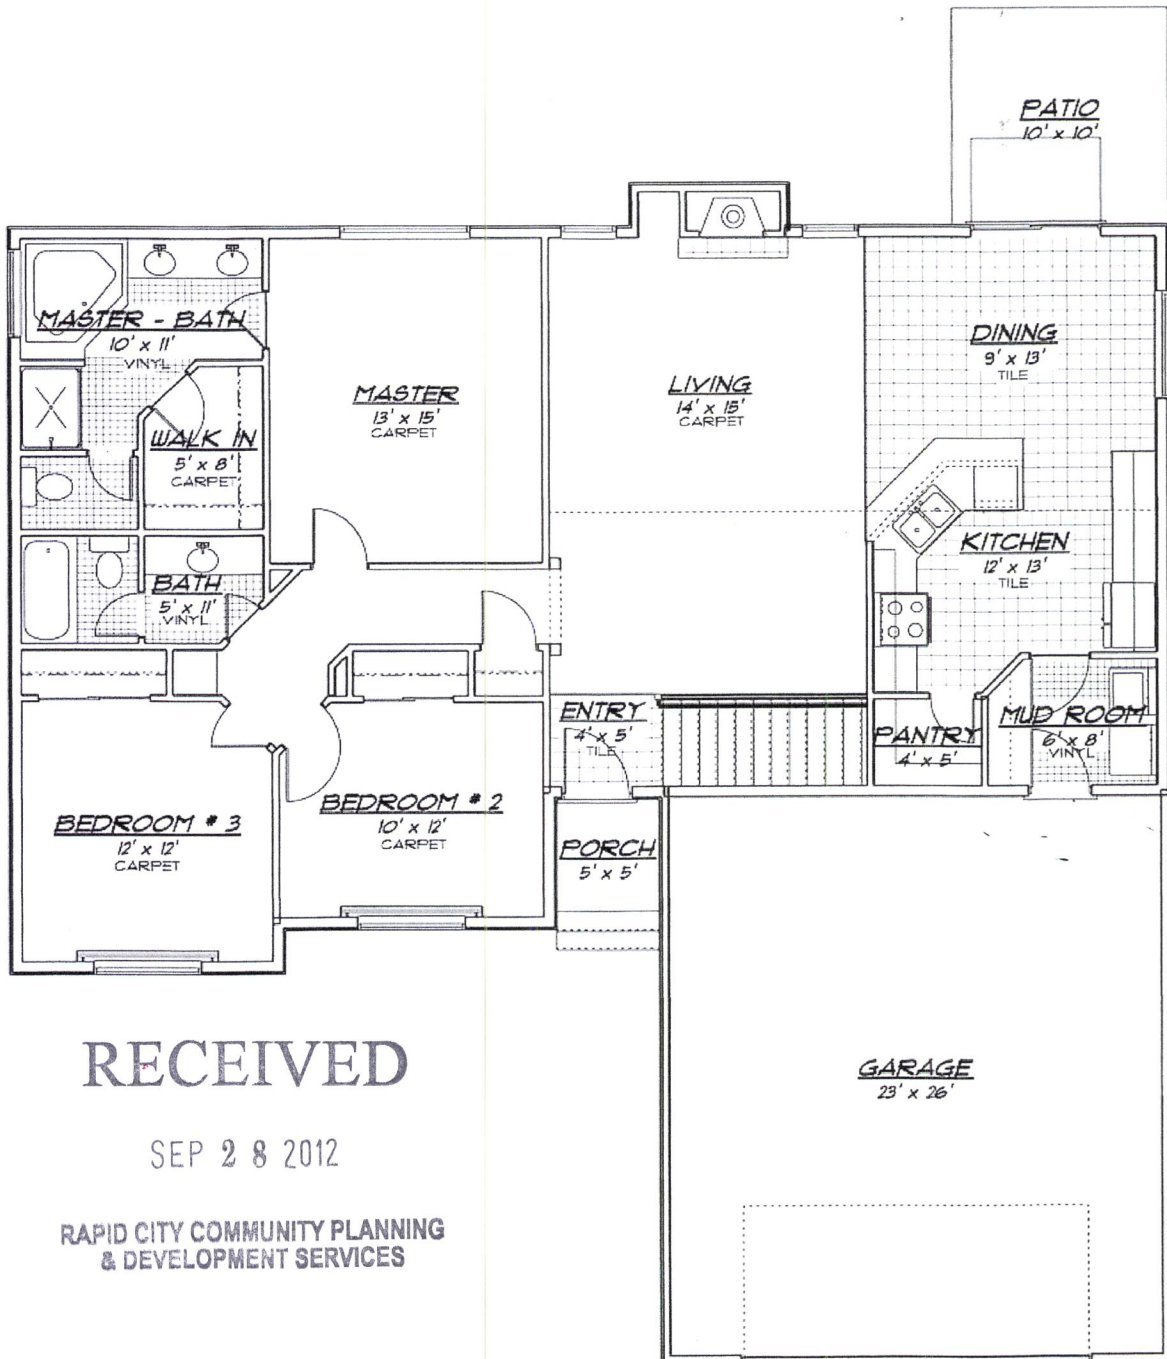 PATIO
10' x 10'
MASTER - BATH
10' x 11'
VINYL
MASTER
13' x 15'
CARPET
LIVING
14' x 15'
CARPET
DINING
9' x 13'
TILE
WALK IN
5' x 8'
CARPET
KITCHEN
12' x 13'
TILE
BATH
5' x 11'
VINYL
ENTRY
4' x 5'
TILE
PANTRY
4' x 5'
MUD ROOM
6' x 8'
VINYL
BEDROOM # 2
10' x 12'
CARPET
BEDROOM # 3
12' x 12'
CARPET
PORCH
5' x 5'
GARAGE
23' x 26'
RECEIVED
SEP 28 2012
RAPID CITY COMMUNITY PLANNING
& DEVELOPMENT SERVICES